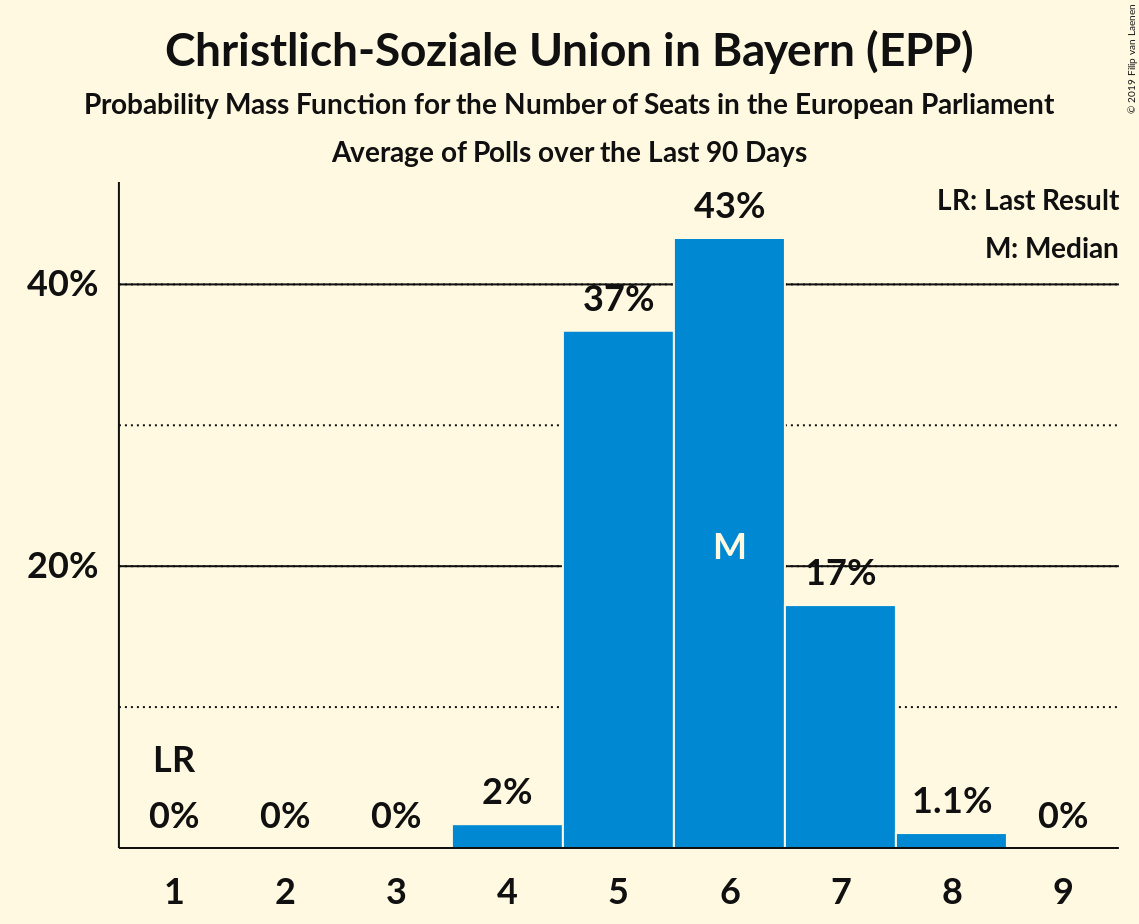 Christlich-Soziale Union in Bayern (EPP)
Probability Mass Function for the Number of Seats in the European Parliament
Average of Polls over the Last 90 Days
© 2019 Filip van Laenen
LR: Last Result
M: Median
43%
40%
37%
M
20%
17%
LR
0% 0% 0% 2% 1.1% 0%
1 2 3 4 5 6 7 8 9